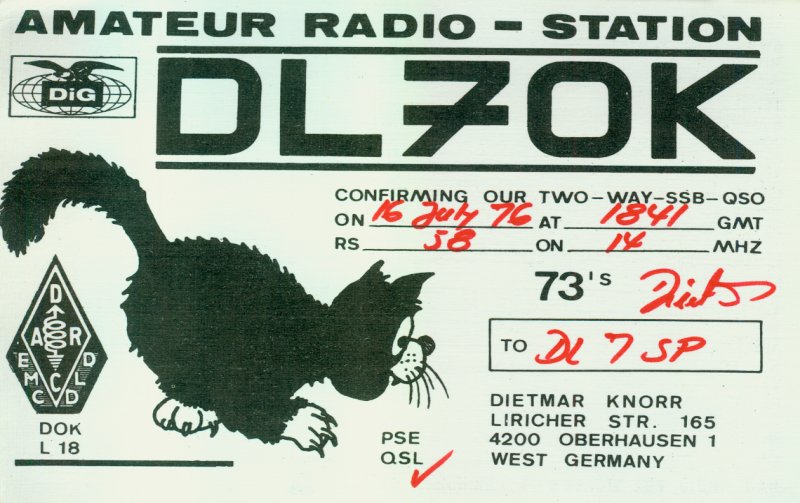 AMATEUR RADIO – STATION
DiG
DL7OK
CONFIRMING OUR TWO–WAY–SSB–QSO
ON 16 July 76 AT 1841 GMT
RS 58 ON 14 MHZ
73's Diet
TO DL 7 SP
D
A R
E D
M C L
C D
DOK
L 18
PSE
QSL ✓
DIETMAR KNORR
LIRICHER STR. 165
4200 OBERHAUSEN 1
WEST GERMANY